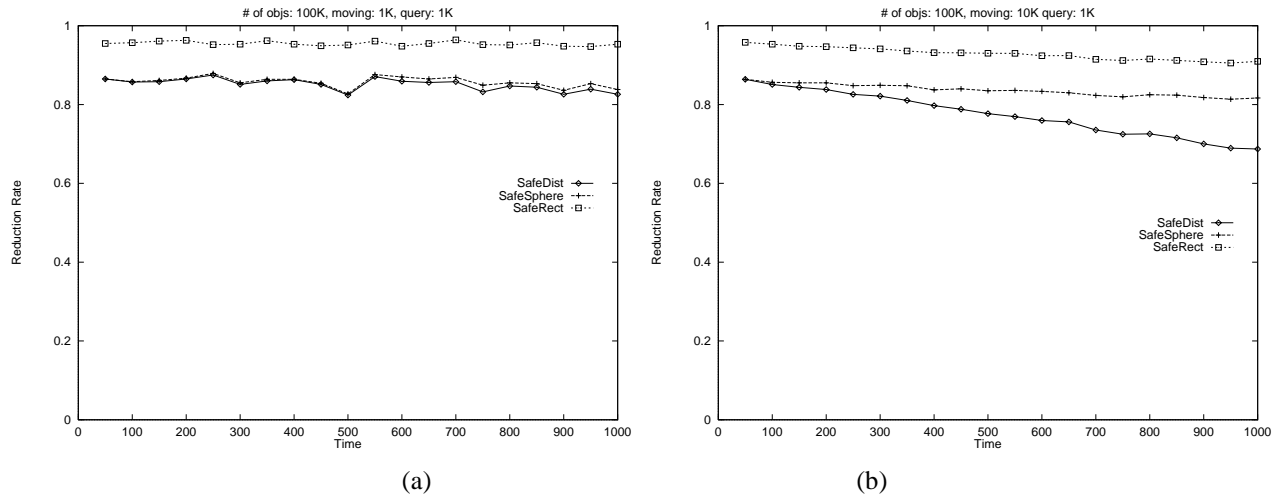 # of objs: 100K, moving: 1K, query: 1K
1
0.8
0.6
0.4
0.2
0
Reduction Rate
SafeDist
SafeSphere
SafeRect
0 100 200 300 400 500 600 700 800 900 1000
Time
(a)
# of objs: 100K, moving: 10K query: 1K
1
0.8
0.6
0.4
0.2
0
Reduction Rate
SafeDist
SafeSphere
SafeRect
0 100 200 300 400 500 600 700 800 900 1000
Time
(b)